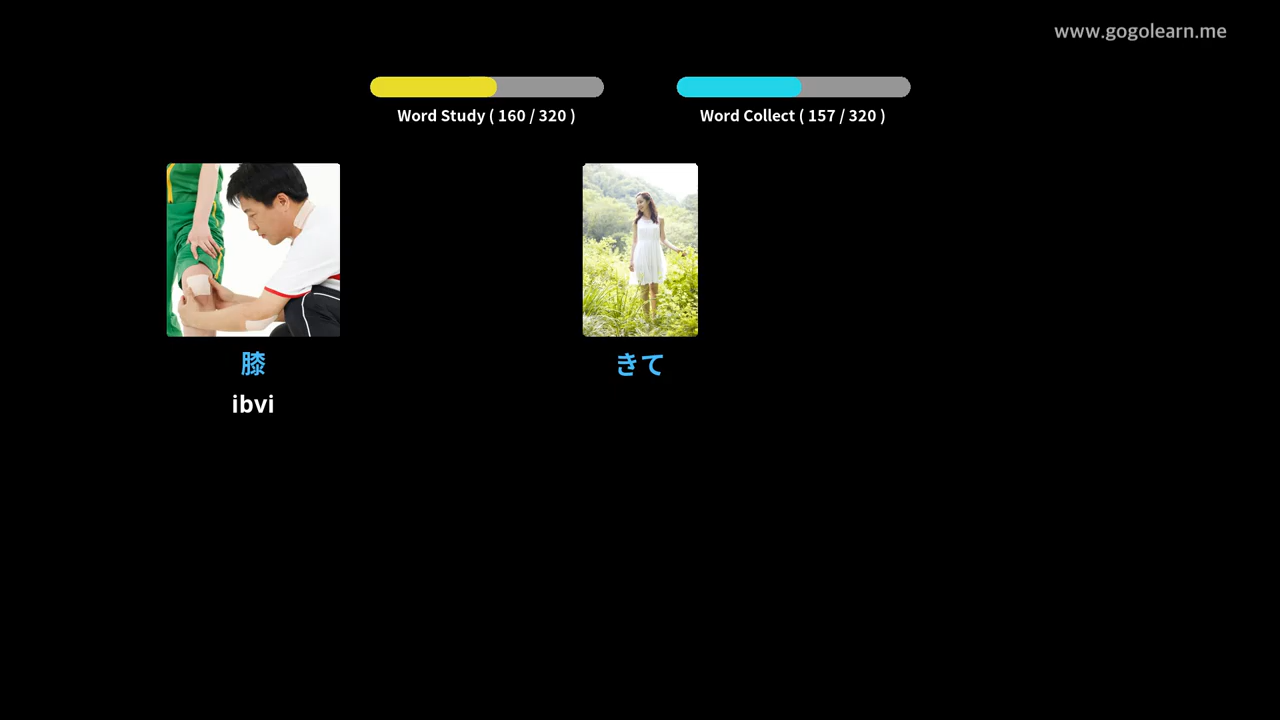 www.gogolearn.me
Word Study ( 160 / 320 )
Word Collect ( 157 / 320 )
膝
きて
ibvi